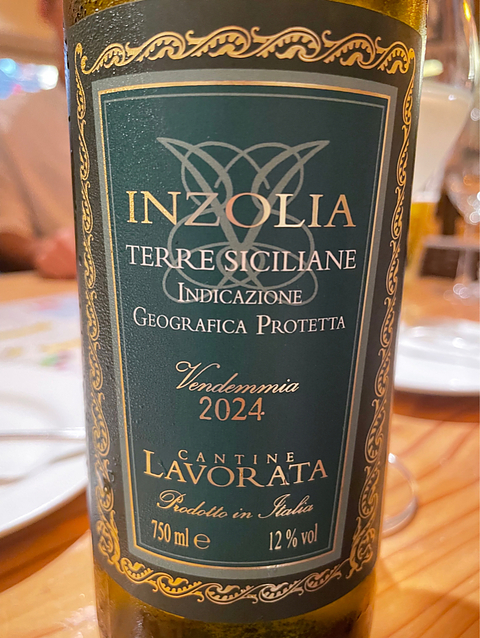 INZOLIA
TERRE SICILIANE
INDICAZIONE
GEOGRAFICA PROTETTA
Vendemmia
2024
CANTINE
LAVORATA
Prodotto in Italia
750 ml ℮ 12 % vol